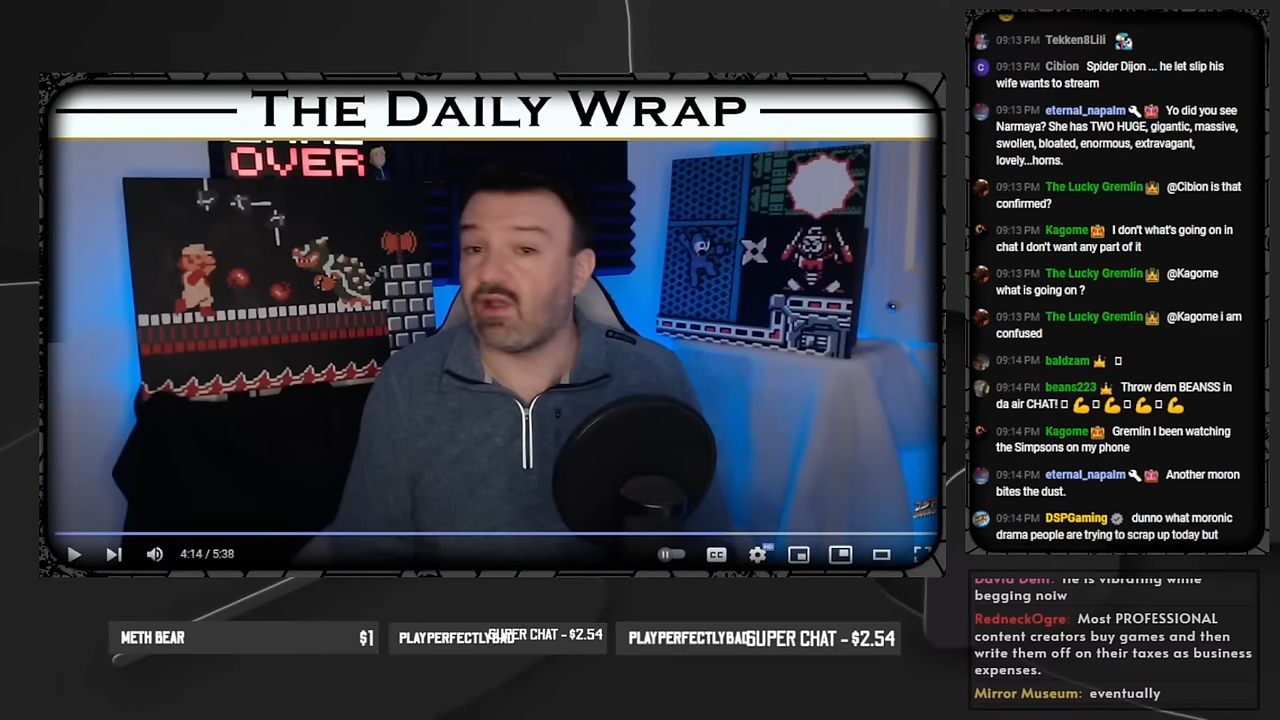 THE DAILY WRAP
OVER
4:14 / 5:38
CC
HD
METH BEAR $1
PLAYPERFECTLYBAD SUPER CHAT - $2.54
PLAYPERFECTLYBAD SUPER CHAT - $2.54
09:13 PM Tekken8Lili
C 09:13 PM Cibion Spider Dijon ... he let slip his
wife wants to stream
09:13 PM eternal_napalm Yo did you see
Narmaya? She has TWO HUGE, gigantic, massive,
swollen, bloated, enormous, extravagant,
lovely...horns.
09:13 PM The Lucky Gremlin @Cibion is that
confirmed?
09:13 PM Kagome I don't what's going on in
chat I don't want any part of it
09:13 PM The Lucky Gremlin @Kagome
what is going on ?
09:13 PM The Lucky Gremlin @Kagome i am
confused
09:14 PM baldzam
09:14 PM beans223 Throw dem BEANSS in
da air CHAT! 💪 💪 💪 💪
09:14 PM Kagome Gremlin I been watching
the Simpsons on my phone
09:14 PM eternal_napalm Another moron
bites the dust.
09:14 PM DSPGaming dunno what moronic
drama people are trying to scrap up today but
David Dent: He is vibrating while
begging noiw
RedneckOgre: Most PROFESSIONAL
content creators buy games and then
write them off on their taxes as business
expenses.
Mirror Museum: eventually